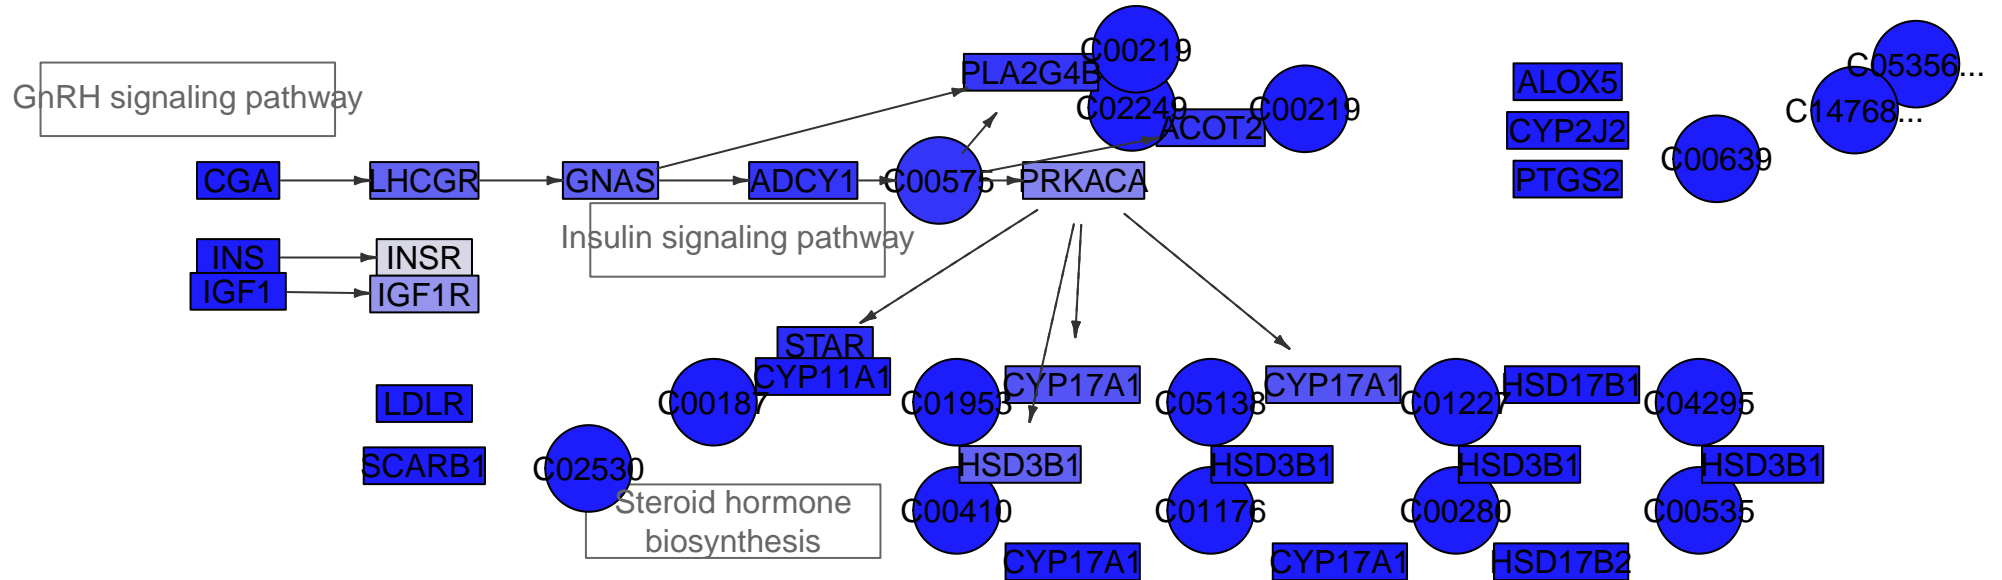 C00219
C05356...
PLA2G4B
ALOX5
GnRH signaling pathway
C02249
C00219
C14768...
ACOT2
CYP2J2
C00639
CGA
LHCGR
GNAS
ADCY1
C00575
PRKACA
PTGS2
Insulin signaling pathway
INS
INSR
IGF1
IGF1R
STAR
CYP11A1
CYP17A1
CYP17A1
HSD17B1
LDLR
C00187
C01953
C05138
C01227
C04295
SCARB1
C02530
HSD3B1
HSD3B1
HSD3B1
HSD3B1
Steroid hormone
biosynthesis
C00410
C01176
C00280
C00535
CYP17A1
CYP17A1
HSD17B2